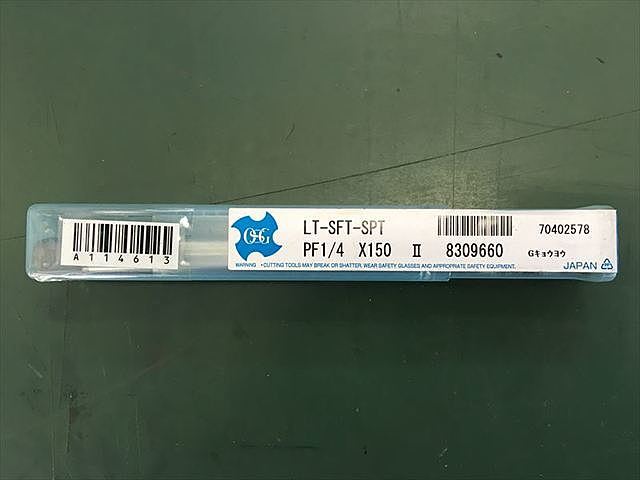 A114613
OSG
LT-SFT-SPT
70402578
PF1/4 X150 II 8309660
Gキョウヨウ
WARNING • CUTTING TOOLS MAY BREAK OR SHATTER, WEAR SAFETY GLASSES AND APPROPRIATE SAFETY EQUIPMENT.
JAPAN